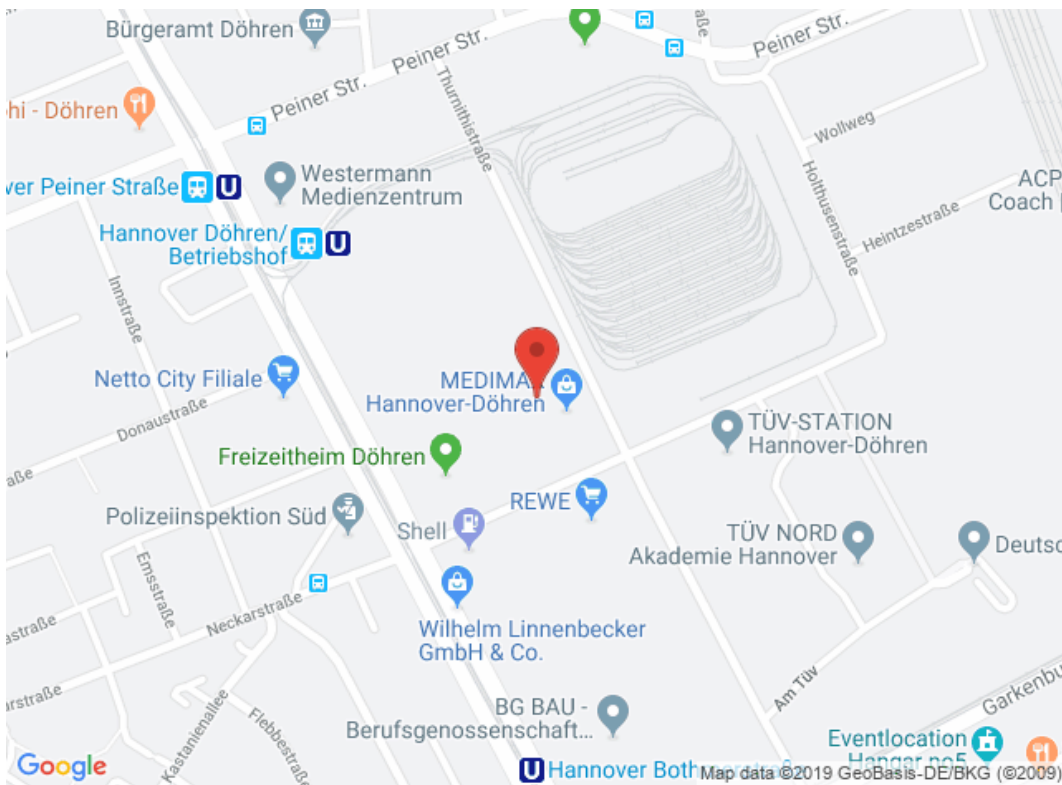 Bürgeramt Döhren
Peiner Str.
Peiner Str.
Peiner Str.
hi - Döhren
Thurnithistraße
Wollweg
Westermann
Medienzentrum
ver Peiner Straße
U
Holthusenstraße
ACP
Coach
Heintzestraße
Hannover Döhren/
Betriebshof
U
Innstraße
Netto City Filiale
MEDIMAX
Hannover-Döhren
Donaustraße
TÜV-STATION
Hannover-Döhren
Freizeitheim Döhren
aße
REWE
Polizeiinspektion Süd
Shell
TÜV NORD
Akademie Hannover
Deutsc
Emsstraße
Neckarstraße
astraße
Wilhelm Linnenbecker
GmbH & Co.
arstraße
Am Tüv
Kastanienallee
Flebbestraße
BG BAU -
Berufsgenossenschaft...
Garkenbu
Eventlocation
Hangar no5
Google
U Hannover Bothmerstraße
Map data ©2019 GeoBasis-DE/BKG (©2009)